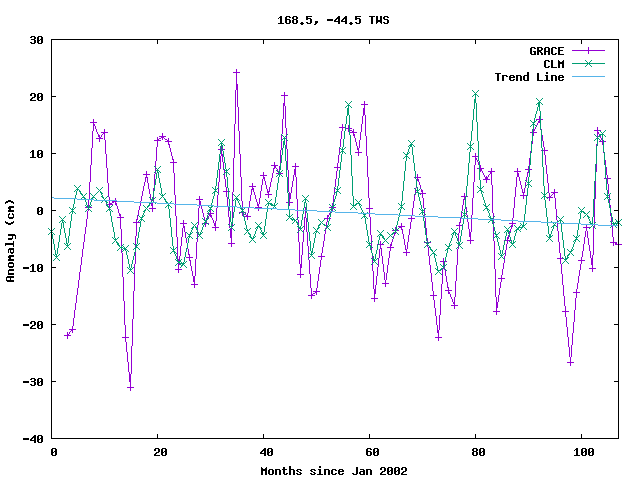 168.5, -44.5 TWS
GRACE
CLM
Trend Line
30
20
10
0
-10
-20
-30
-40
Anomaly (cm)
0 20 40 60 80 100
Months since Jan 2002